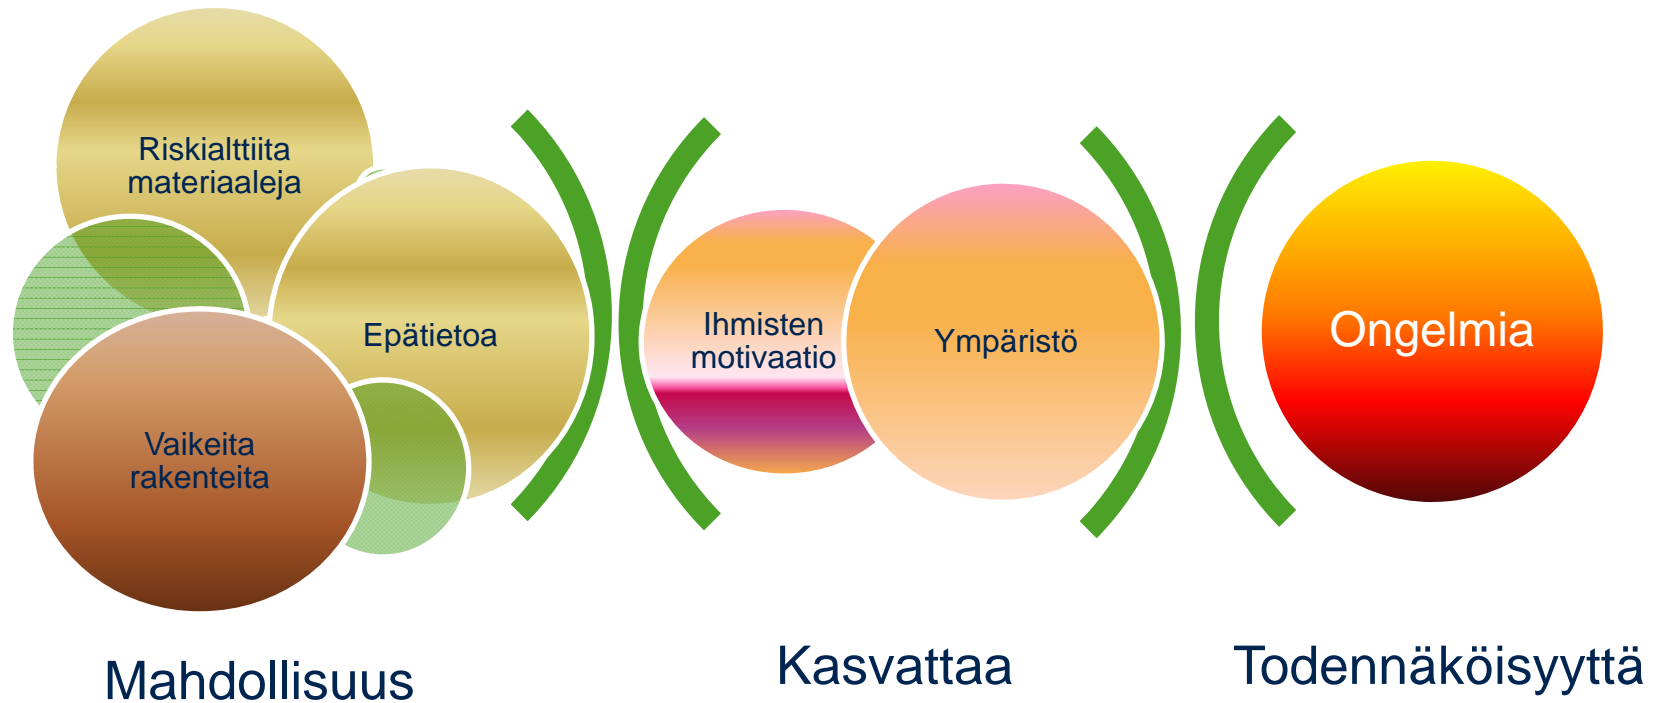 Riskialttiita
materiaaleja
Epätietoa
Vaikeita
rakenteita
Ihmisten
motivaatio
Ympäristö
Ongelmia
Mahdollisuus
Kasvattaa
Todennäköisyyttä